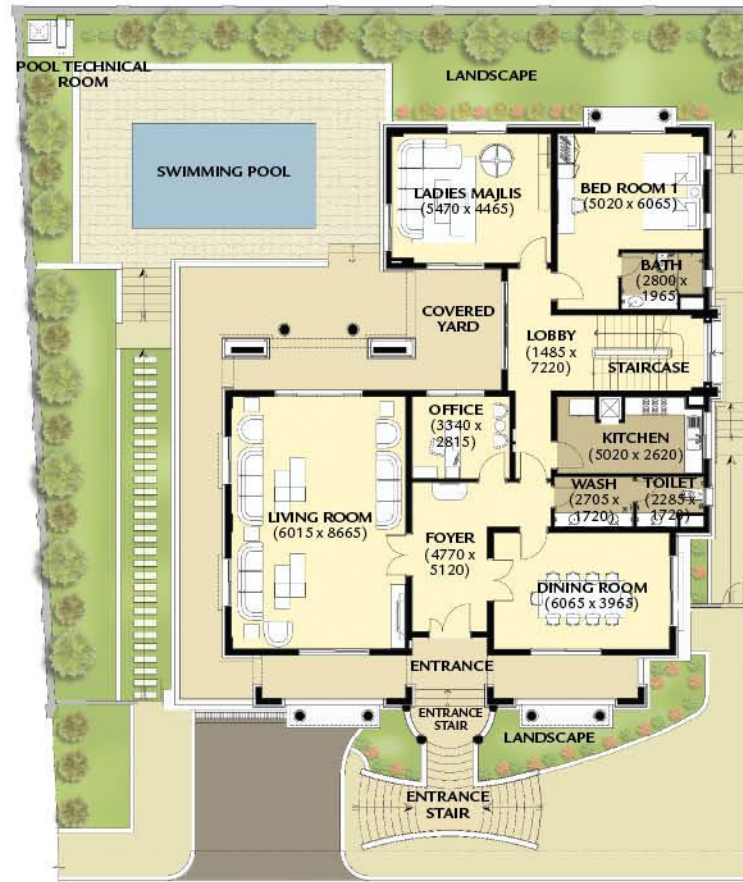 POOL TECHNICAL
ROOM
LANDSCAPE
SWIMMING POOL
LADIES MAJLIS
(5470 x 4465)
BED ROOM 1
(5020 x 6065)
BATH
(2800 x
1965)
COVERED
YARD
LOBBY
(1485 x
7220)
STAIRCASE
OFFICE
(3340 x
2815)
KITCHEN
(5020 x 2620)
WASH
(2705 x
1720)
TOILET
(2285 x
1720)
LIVING ROOM
(6015 x 8665)
FOYER
(4770 x
5120)
DINING ROOM
(6065 x 3965)
ENTRANCE
ENTRANCE
STAIR
LANDSCAPE
ENTRANCE
STAIR